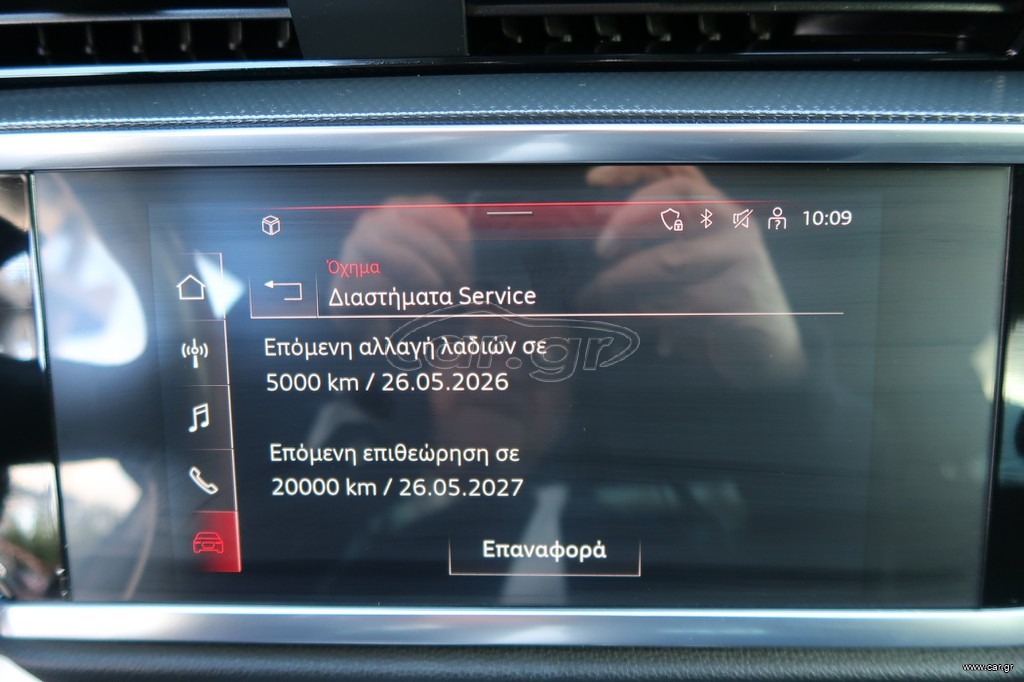 10:09
Όχημα
Διαστήματα Service
Επόμενη αλλαγή λαδιών σε
5000 km / 26.05.2026
car.gr
Επόμενη επιθεώρηση σε
20000 km / 26.05.2027
Επαναφορά
www.car.gr